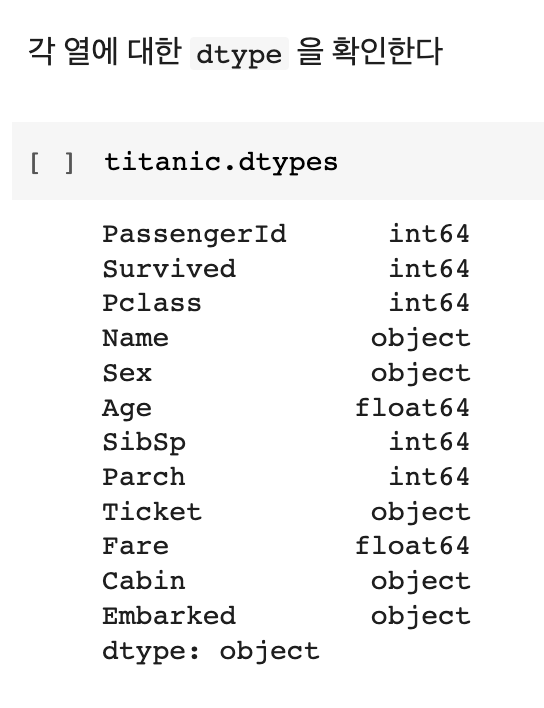 각 열에 대한 dtype 을 확인한다
[ ] titanic.dtypes
PassengerId int64
Survived int64
Pclass int64
Name object
Sex object
Age float64
SibSp int64
Parch int64
Ticket object
Fare float64
Cabin object
Embarked object
dtype: object